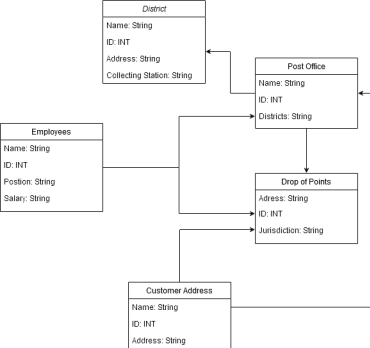 District
Name: String
ID: INT
Address: String
Collecting Station: String
Post Office
Name: String
ID: INT
Districts: String
Employees
Name: String
ID: INT
Postion: String
Salary: String
Drop of Points
Adress: String
ID: INT
Jurisdiction: String
Customer Address
Name: String
ID: INT
Address: String